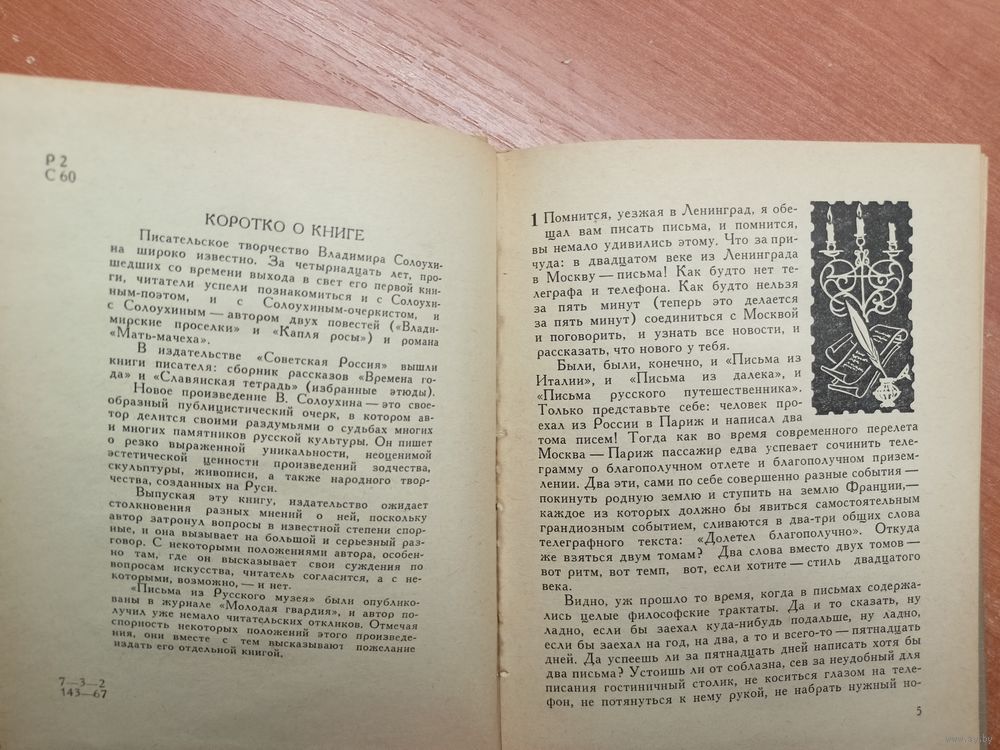 Р 2
С 60
КОРОТКО О КНИГЕ
Писательское творчество Владимира Солоухи-
на широко известно. За четырнадцать лет, про-
шедших со времени выхода в свет его первой кни-
ги, читатели успели познакомиться и с Солоухи-
ным-поэтом, и с Солоухиным-очеркистом, и
с Солоухиным — автором двух повестей («Влади-
мирские проселки» и «Капля росы») и романа
«Мать-мачеха».
В издательстве «Советская Россия» вышли
книги писателя: сборник рассказов «Времена го-
да» и «Славянская тетрадь» (избранные этюды).
Новое произведение В. Солоухина — это свое-
образный публицистический очерк, в котором ав-
тор делится своими раздумьями о судьбах многих
и многих памятников русской культуры. Он пишет
о резко выраженной уникальности, неоценимой
эстетической ценности произведений зодчества,
скульптуры, живописи, а также народного твор-
чества, созданных на Руси.
Выпуская эту книгу, издательство ожидает
столкновения разных мнений о ней, поскольку
автор затронул вопросы в известной степени спор-
ные, и она вызывает на большой и серьезный раз-
говор. С некоторыми положениями автора, особен-
но там, где он высказывает свои суждения по
вопросам искусства, читатель согласится, а с не-
которыми, возможно, — и нет.
«Письма из Русского музея» были опублико-
ваны в журнале «Молодая гвардия», и автор по-
лучил уже немало читательских откликов. Отмечая
спорность некоторых положений этого произведе-
ния, они вместе с тем высказывают пожелание
издать его отдельной книгой.
7—3—2
143—67
1 Помнится, уезжая в Ленинград, я обе-
щал вам писать письма, и помнится,
вы немало удивились этому. Что за при-
чуда: в двадцатом веке из Ленинграда
в Москву — письма! Как будто нет те-
леграфа и телефона. Как будто нельзя
за пять минут (теперь это делается
за пять минут) соединиться с Москвой
и поговорить, и узнать все новости, и
рассказать, что нового у тебя.
Были, были, конечно, и «Письма из
Италии», и «Письма из далека», и
«Письма русского путешественника».
Только представьте себе: человек про-
ехал из России в Париж и написал два
тома писем! Тогда как во время современного перелета
Москва — Париж пассажир едва успевает сочинить теле-
грамму о благополучном отлете и благополучном призем-
лении. Два эти, сами по себе совершенно разные события —
покинуть родную землю и ступить на землю Франции,—
каждое из которых должно бы явиться самостоятельным
грандиозным событием, сливаются в два-три общих слова
телеграфного текста: «Долетел благополучно». Откуда
же взяться двум томам? Два слова вместо двух томов —
вот ритм, вот темп, вот, если хотите — стиль двадцатого
века.
Видно, уж прошло то время, когда в письмах содержа-
лись целые философские трактаты. Да и то сказать, ну
ладно, если бы заехал куда-нибудь подальше, ну ладно,
если бы заехал на год, на два, а то и всего-то — пятнадцать
дней. Да успеешь ли за пятнадцать дней написать хотя бы
два письма? Устоишь ли от соблазна, сев за неудобный для
писания гостиничный столик, не коситься глазом на теле-
фон, не потянуться к нему рукой, не набрать нужный но-
5